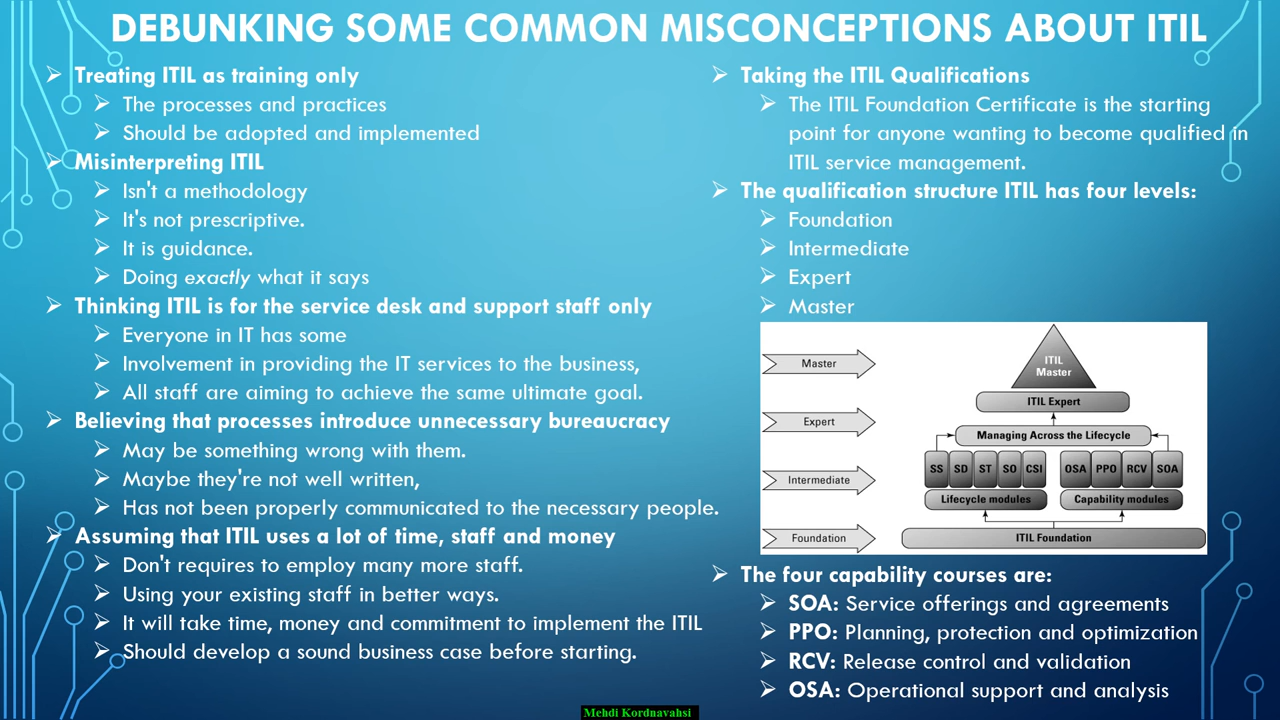 DEBUNKING SOME COMMON MISCONCEPTIONS ABOUT ITIL
Treating ITIL as training only
The processes and practices
Should be adopted and implemented
Misinterpreting ITIL
Isn't a methodology
It's not prescriptive.
It is guidance.
Doing exactly what it says
Thinking ITIL is for the service desk and support staff only
Everyone in IT has some
Involvement in providing the IT services to the business,
All staff are aiming to achieve the same ultimate goal.
Believing that processes introduce unnecessary bureaucracy
May be something wrong with them.
Maybe they're not well written,
Has not been properly communicated to the necessary people.
Assuming that ITIL uses a lot of time, staff and money
Don't requires to employ many more staff.
Using your existing staff in better ways.
It will take time, money and commitment to implement the ITIL
Should develop a sound business case before starting.
Taking the ITIL Qualifications
The ITIL Foundation Certificate is the starting
point for anyone wanting to become qualified in
ITIL service management.
The qualification structure ITIL has four levels:
Foundation
Intermediate
Expert
Master
Master
ITIL
Master
Expert
ITIL Expert
Managing Across the Lifecycle
Intermediate
SS SD ST SO CSI OSA PPO RCV SOA
Lifecycle modules Capability modules
Foundation
ITIL Foundation
The four capability courses are:
SOA: Service offerings and agreements
PPO: Planning, protection and optimization
RCV: Release control and validation
OSA: Operational support and analysis
Mehdi Kordnavahsi